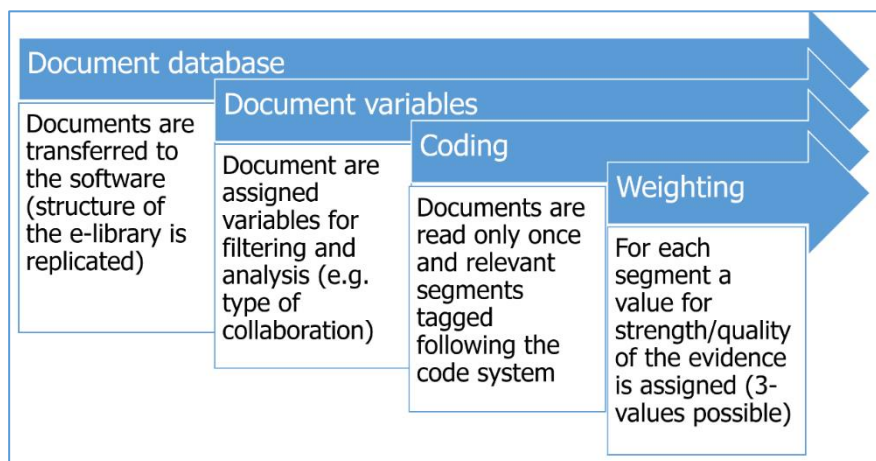 Document database
Documents are
transferred to
the software
(structure of
the e-library is
replicated)
Document variables
Document are
assigned
variables for
filtering and
analysis (e.g.
type of
collaboration)
Coding
Documents are
read only once
and relevant
segments
tagged
following the
code system
Weighting
For each
segment a
value for
strength/quality
of the evidence
is assigned (3-
values possible)